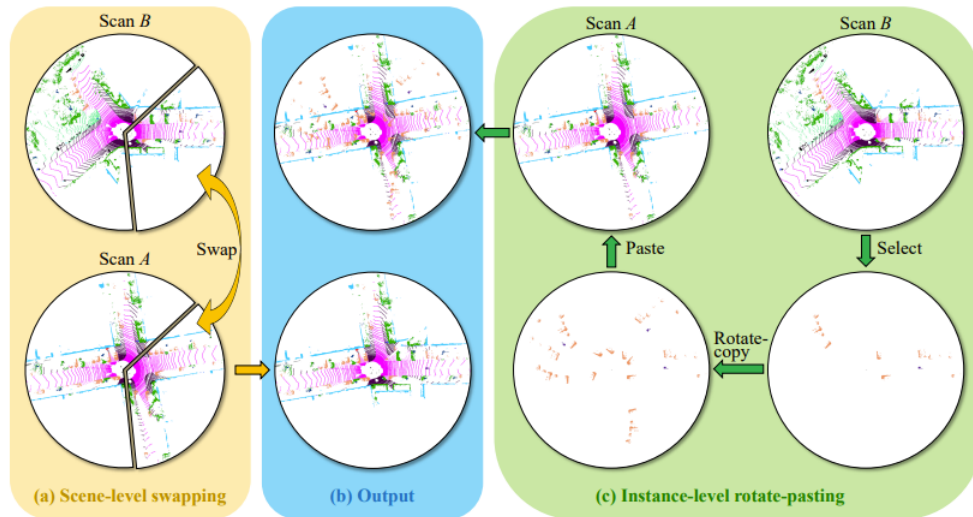 Scan B
Swap
Scan A
(a) Scene-level swapping
(b) Output
Scan A
Scan B
Paste
Select
Rotate-
copy
(c) Instance-level rotate-pasting